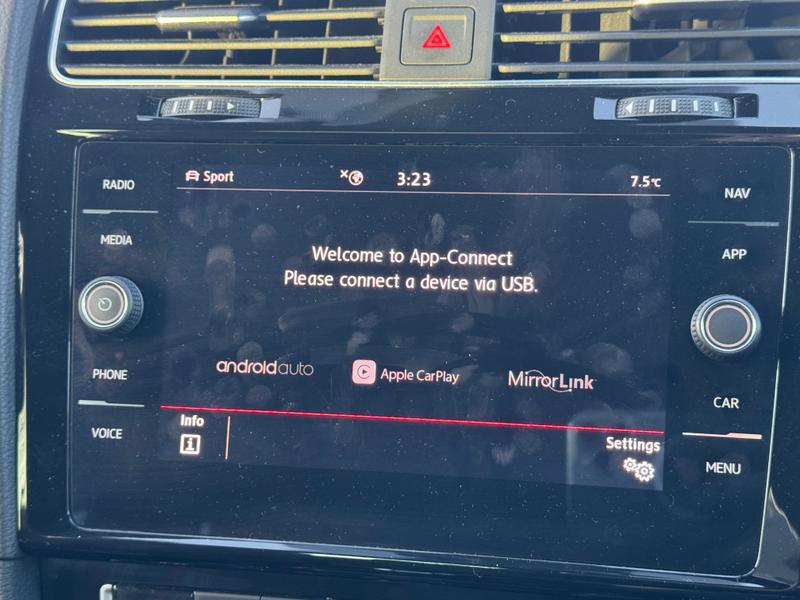 RADIO
MEDIA
PHONE
VOICE
Sport
3:23
7.5°C
Welcome to App-Connect
Please connect a device via USB.
androidauto
Apple CarPlay
MirrorLink
Info
i
Settings
NAV
APP
CAR
MENU